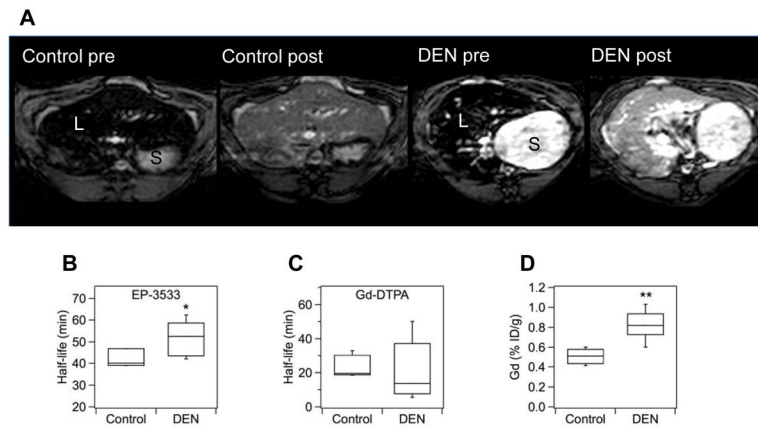 A
Control pre
Control post
DEN pre
DEN post
L
S
L
S
B
C
D
EP-3533
*
Half-life (min)
70
60
50
40
30
20
Control
DEN
Gd-DTPA
Half-life (min)
60
40
20
0
Control
DEN
**
Gd (% ID/g)
1.2
1.0
0.8
0.6
0.4
0.2
0.0
Control
DEN